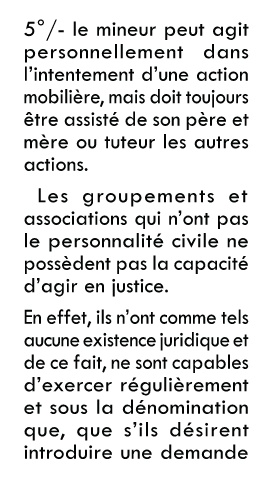 5°/- le mineur peut agit
personnellement dans
l'intentement d'une action
mobilière, mais doit toujours
être assisté de son père et
mère ou tuteur les autres
actions.
Les groupements et
associations qui n'ont pas
le personnalité civile ne
possèdent pas la capacité
d'agir en justice.
En effet, ils n'ont comme tels
aucune existence juridique et
de ce fait, ne sont capables
d'exercer régulièrement
et sous la dénomination
que, que s'ils désirent
introduire une demande